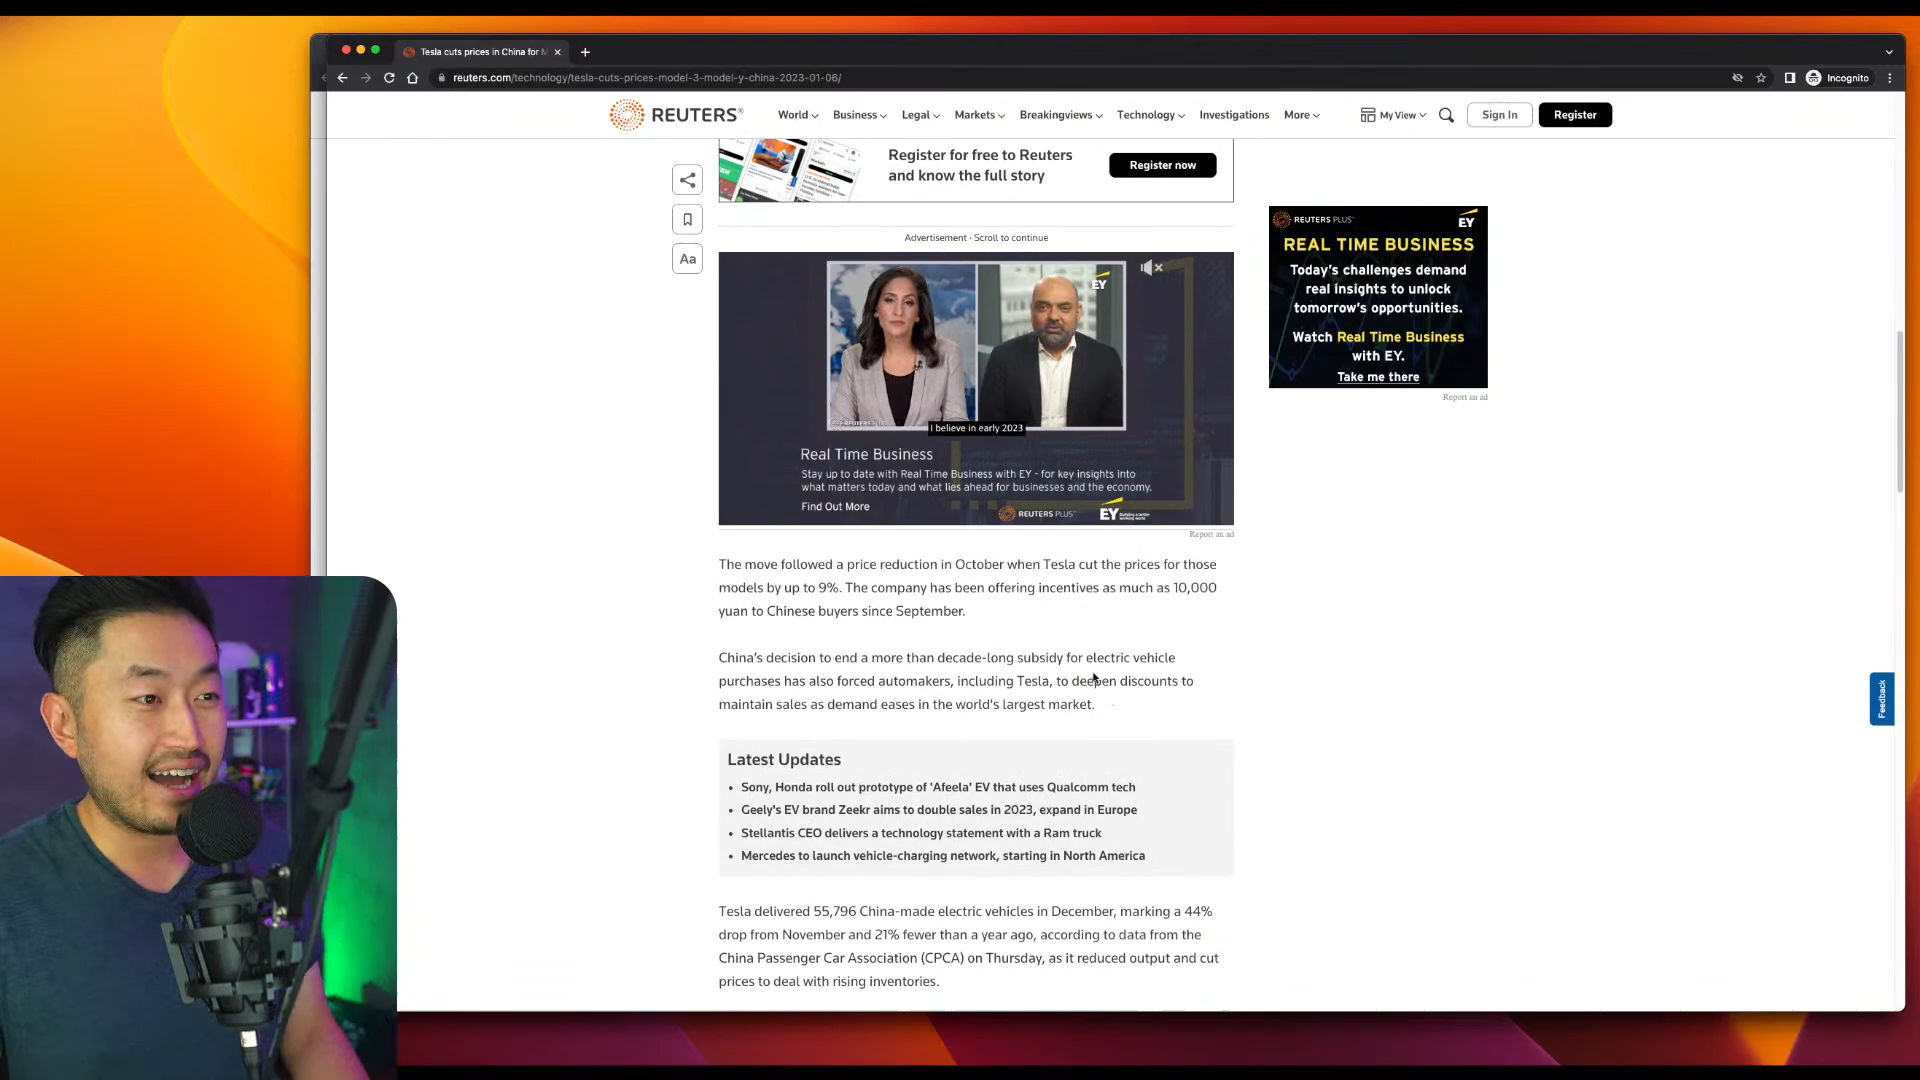 Tesla cuts prices in China for M
reuters.com/technology/tesla-cuts-prices-model-3-model-y-china-2023-01-06/
Incognito
REUTERS
World
Business
Legal
Markets
Breakingviews
Technology
Investigations
More
My View
Sign In
Register
Register for free to Reuters
and know the full story
Register now
Aa
Advertisement · Scroll to continue
EY
I believe in early 2023
Real Time Business
Stay up to date with Real Time Business with EY - for key insights into
what matters today and what lies ahead for businesses and the economy.
Find Out More
REUTERS PLUS
EY
Report an ad
REUTERS PLUS
EY
REAL TIME BUSINESS
Today's challenges demand
real insights to unlock
tomorrow's opportunities.
Watch Real Time Business
with EY.
Take me there
Report an ad
The move followed a price reduction in October when Tesla cut the prices for those
models by up to 9%. The company has been offering incentives as much as 10,000
yuan to Chinese buyers since September.
China's decision to end a more than decade-long subsidy for electric vehicle
purchases has also forced automakers, including Tesla, to deepen discounts to
maintain sales as demand eases in the world's largest market.
Latest Updates
Sony, Honda roll out prototype of 'Afeela' EV that uses Qualcomm tech
Geely's EV brand Zeekr aims to double sales in 2023, expand in Europe
Stellantis CEO delivers a technology statement with a Ram truck
Mercedes to launch vehicle-charging network, starting in North America
Tesla delivered 55,796 China-made electric vehicles in December, marking a 44%
drop from November and 21% fewer than a year ago, according to data from the
China Passenger Car Association (CPCA) on Thursday, as it reduced output and cut
prices to deal with rising inventories.
Feedback